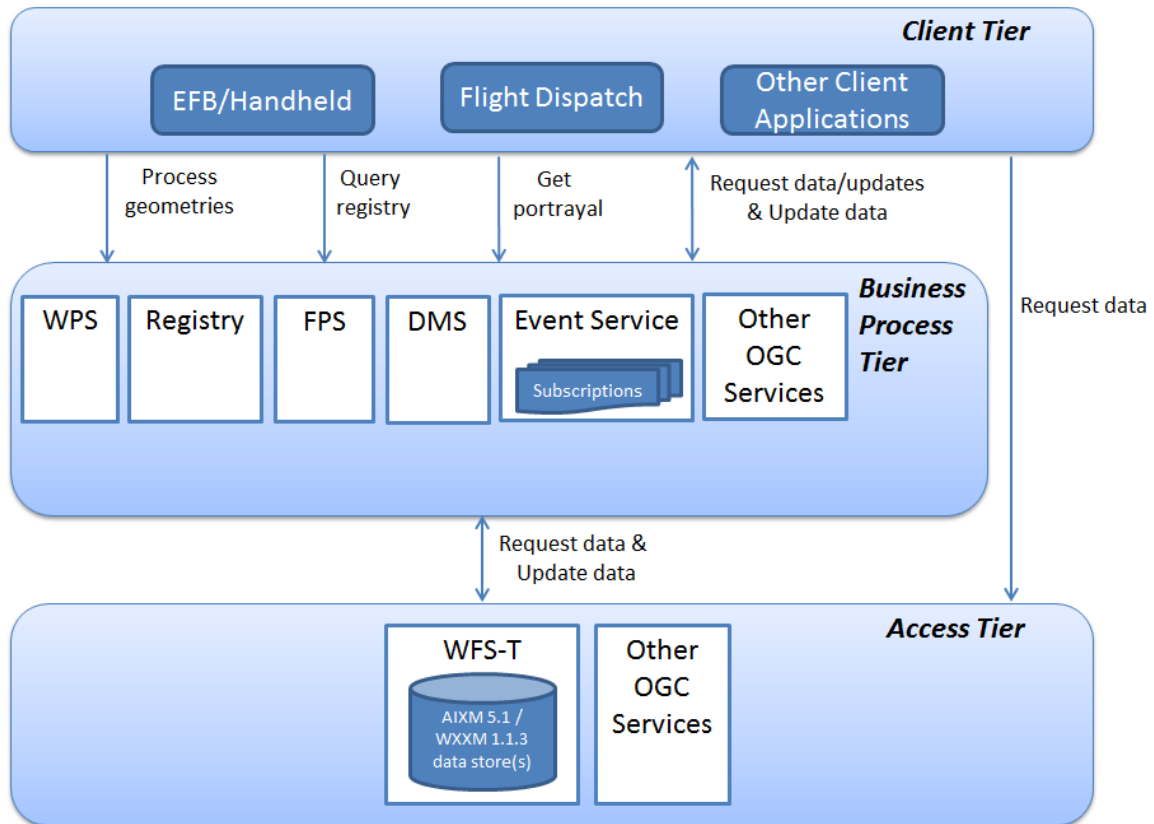 Client Tier
EFB/Handheld
Flight Dispatch
Other Client
Applications
Process
geometries
Query
registry
Get
portrayal
Request data/updates
& Update data
Request data
Business
Process
Tier
WPS
Registry
FPS
DMS
Event Service
Subscriptions
Other
OGC
Services
Request data &
Update data
Access Tier
WFS-T
AIXM 5.1 /
WXXM 1.1.3
data store(s)
Other
OGC
Services